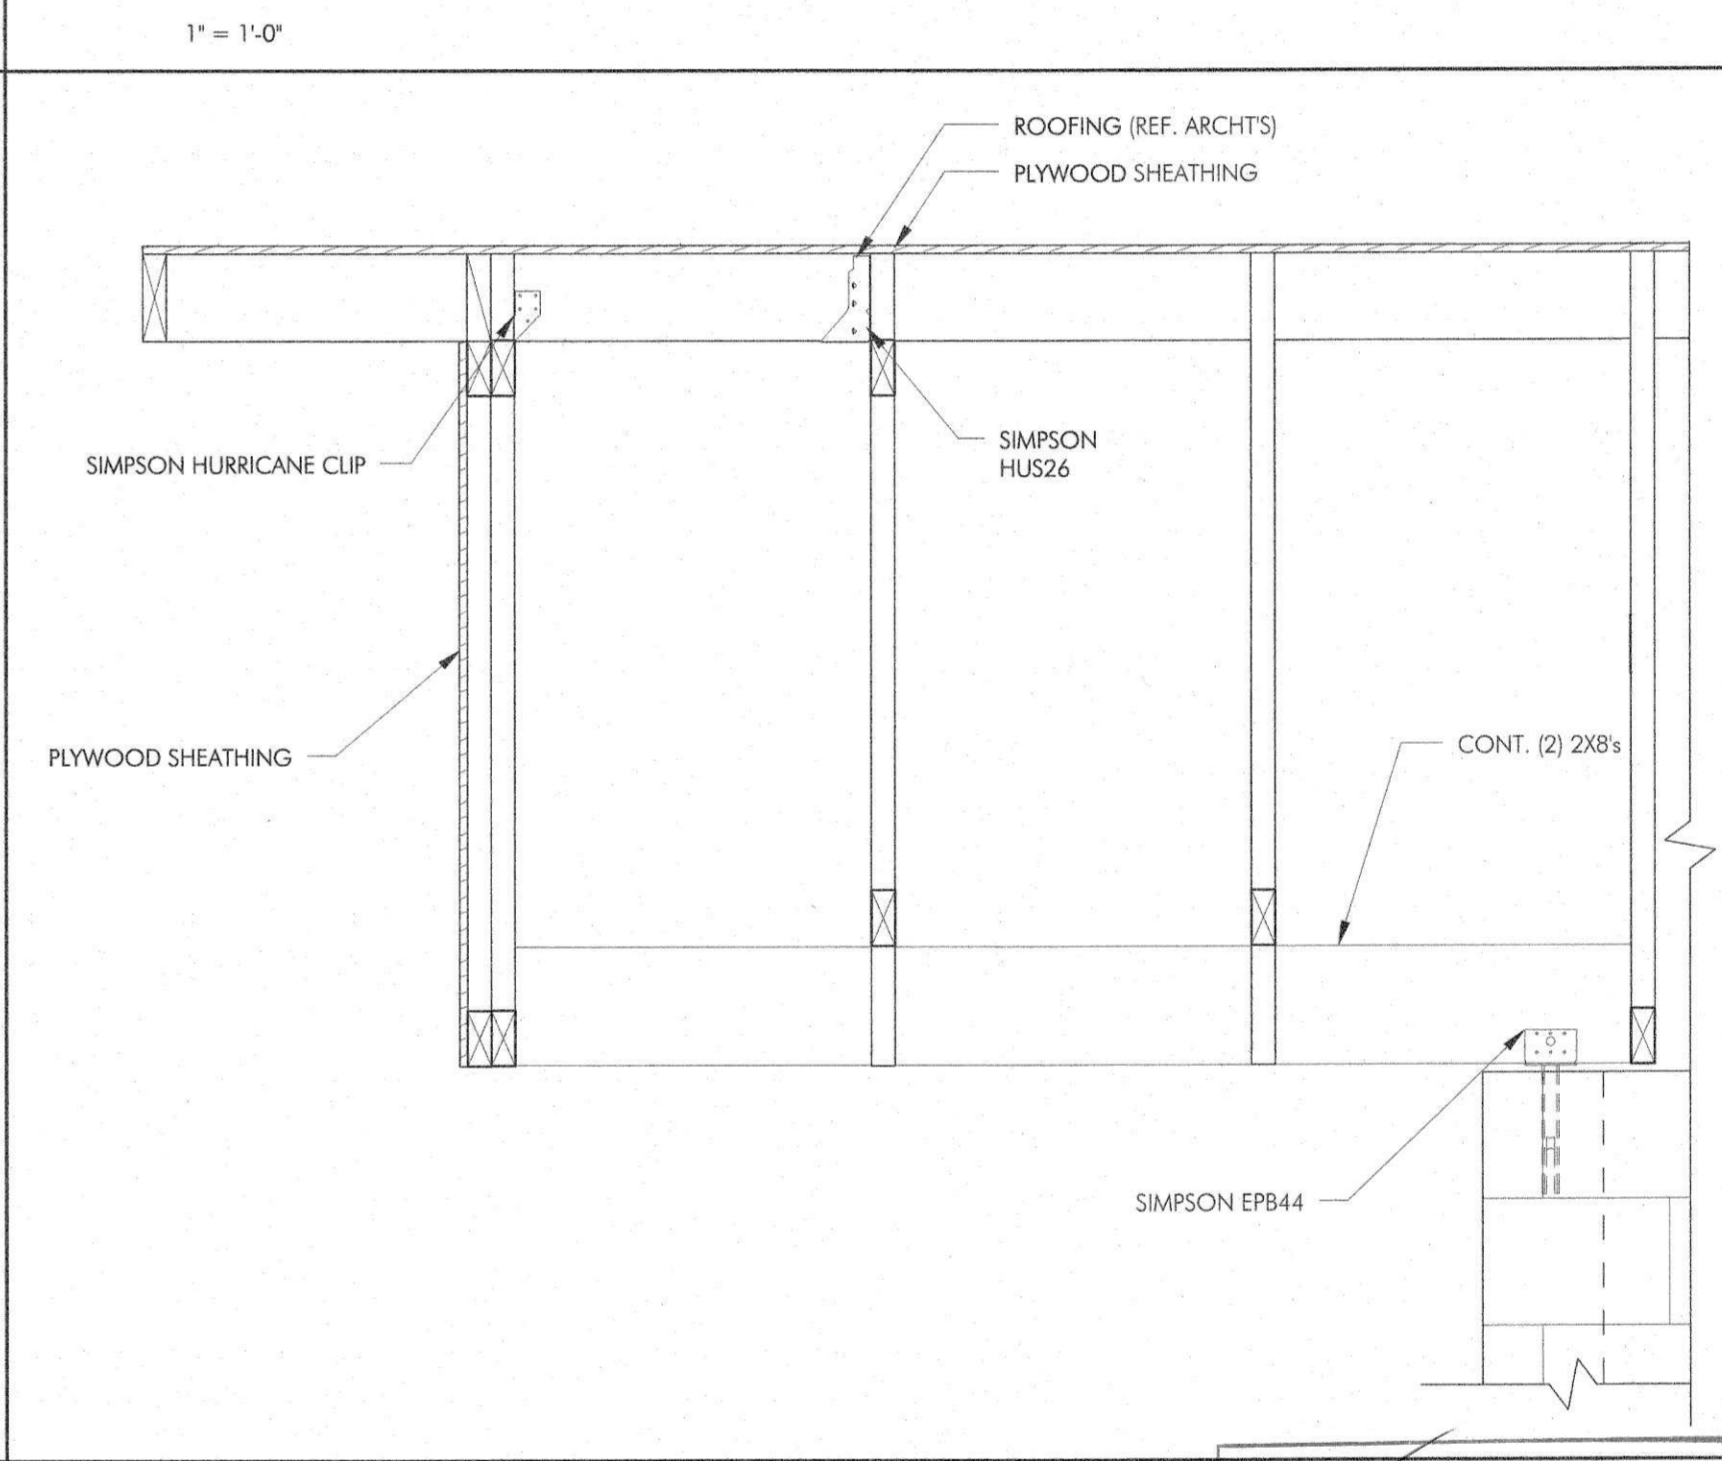 1" = 1'-0"
ROOFING (REF. ARCHT'S)
PLYWOOD SHEATHING
SIMPSON HURRICANE CLIP
SIMPSON
HUS26
PLYWOOD SHEATHING
CONT. (2) 2X8's
SIMPSON EPB44